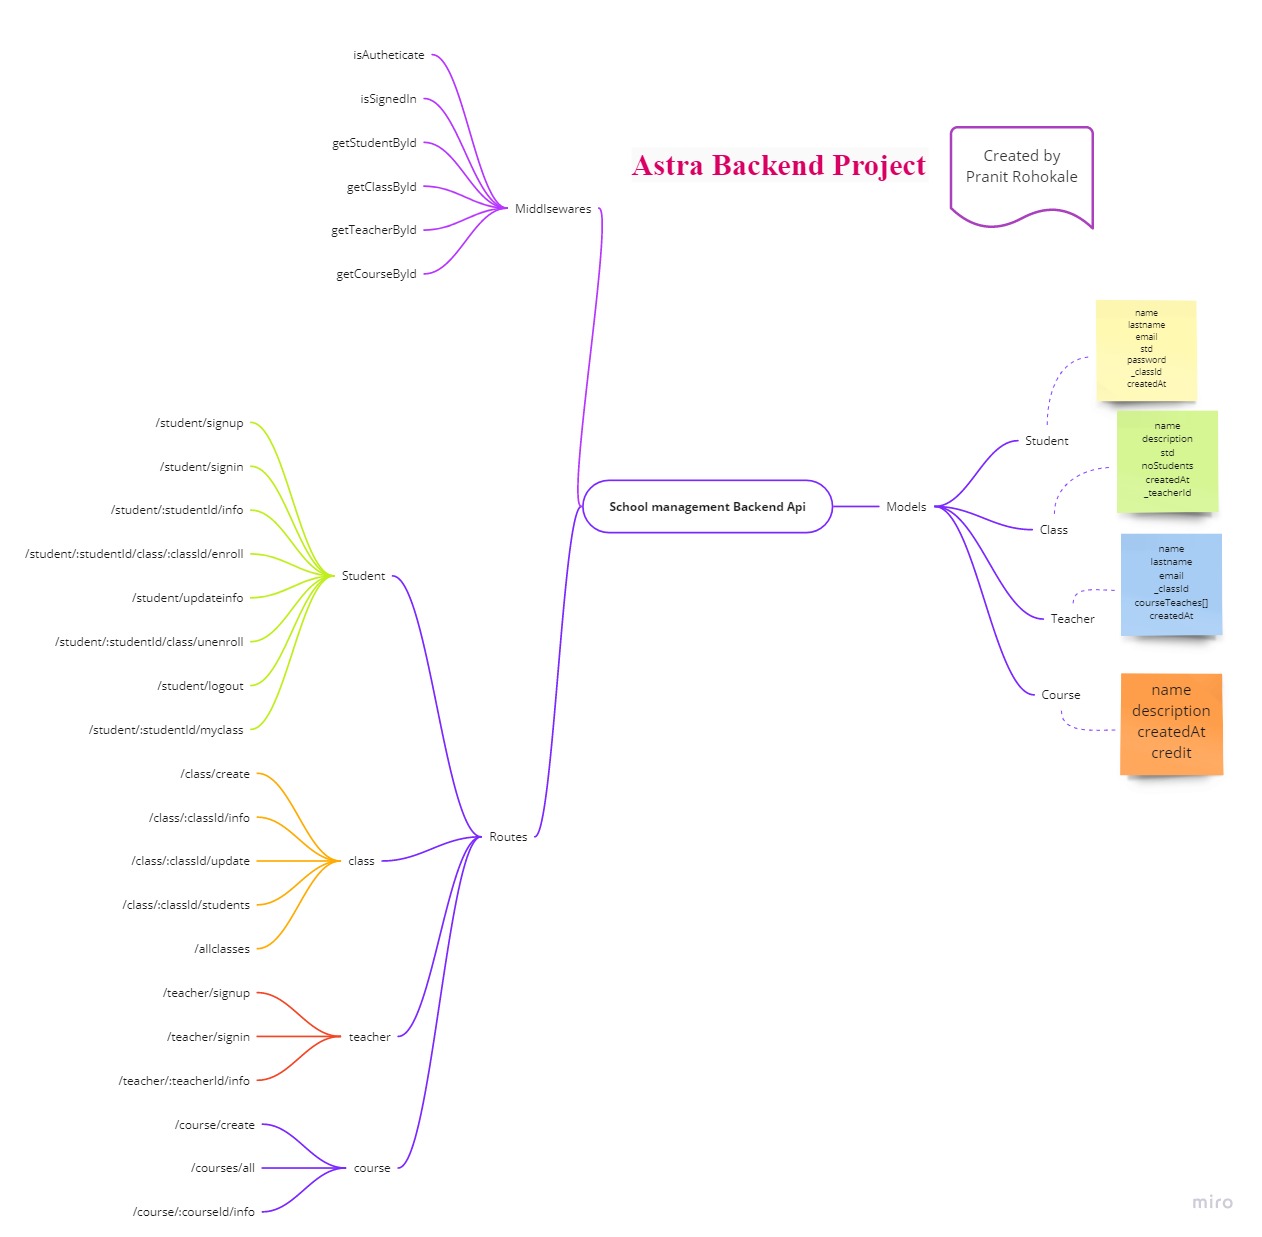 Astra Backend Project
Created by
Pranit Rohokale
isAutheticate
isSignedIn
getStudentById
getClassById
getTeacherById
getCourseById
Middlsewares
School management Backend Api
Models
Student
name
lastname
email
std
password
_classId
createdAt
Class
name
description
std
noStudents
createdAt
_teacherId
Teacher
name
lastname
email
_classId
courseTeaches[]
createdAt
Course
name
description
createdAt
credit
Routes
Student
/student/signup
/student/signin
/student/:studentId/info
/student/:studentId/class/:classId/enroll
/student/updateinfo
/student/:studentId/class/unenroll
/student/logout
/student/:studentId/myclass
class
/class/create
/class/:classId/info
/class/:classId/update
/class/:classId/students
/allclasses
teacher
/teacher/signup
/teacher/signin
/teacher/:teacherId/info
course
/course/create
/courses/all
/course/:courseId/info
miro